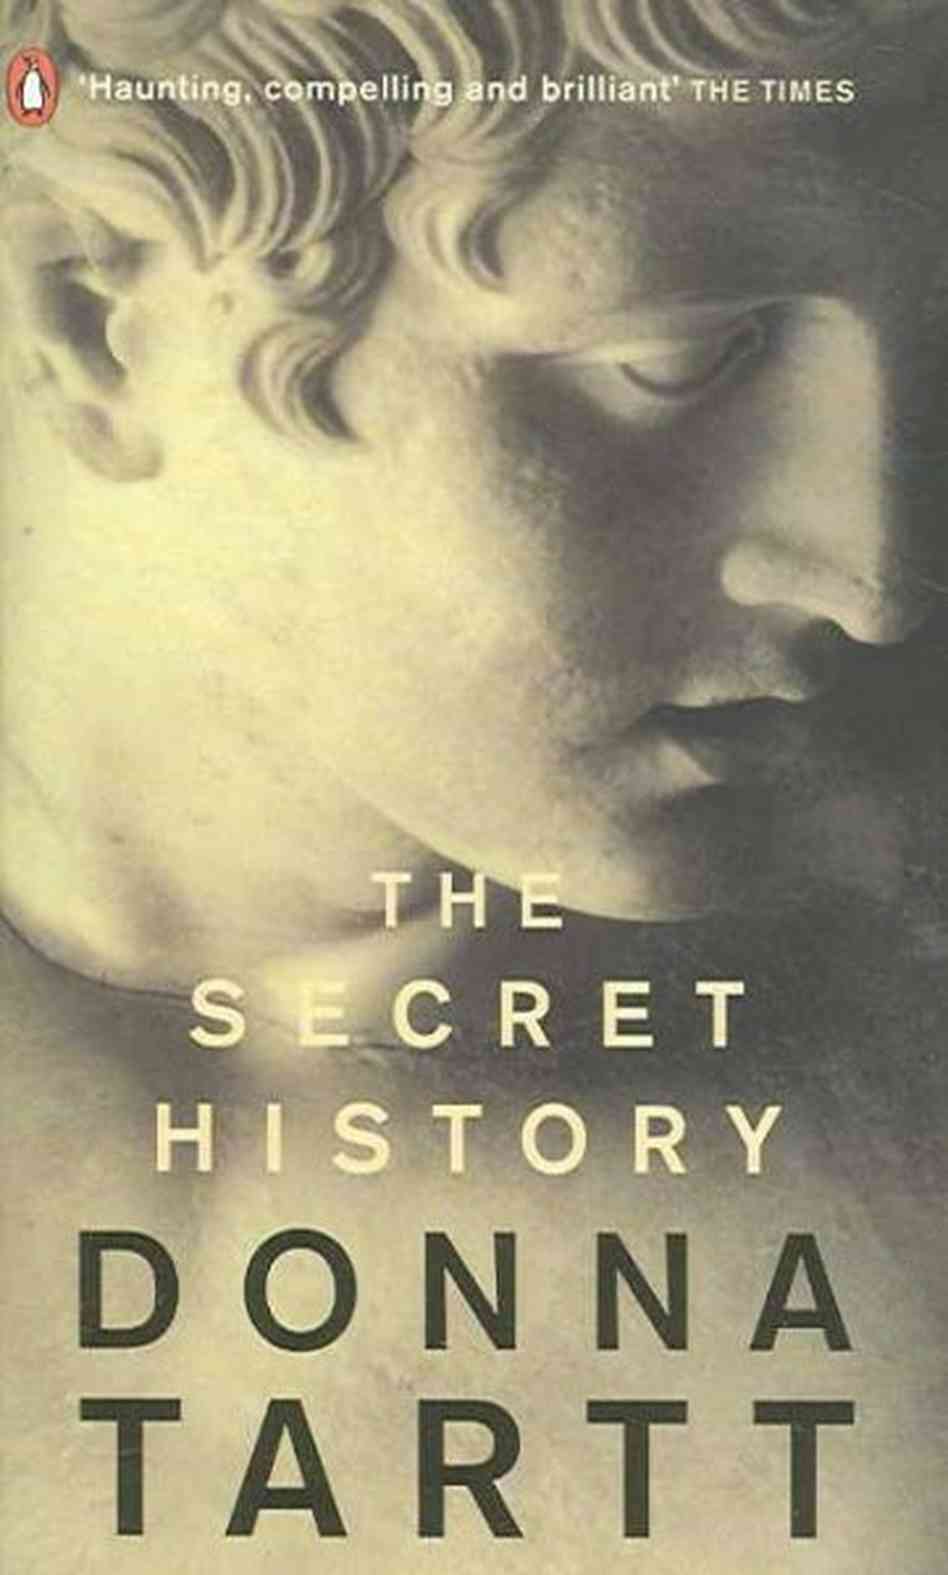 'Haunting, compelling and brilliant' THE TIMES
THE
SECRET
HISTORY
DONNA
TARTT